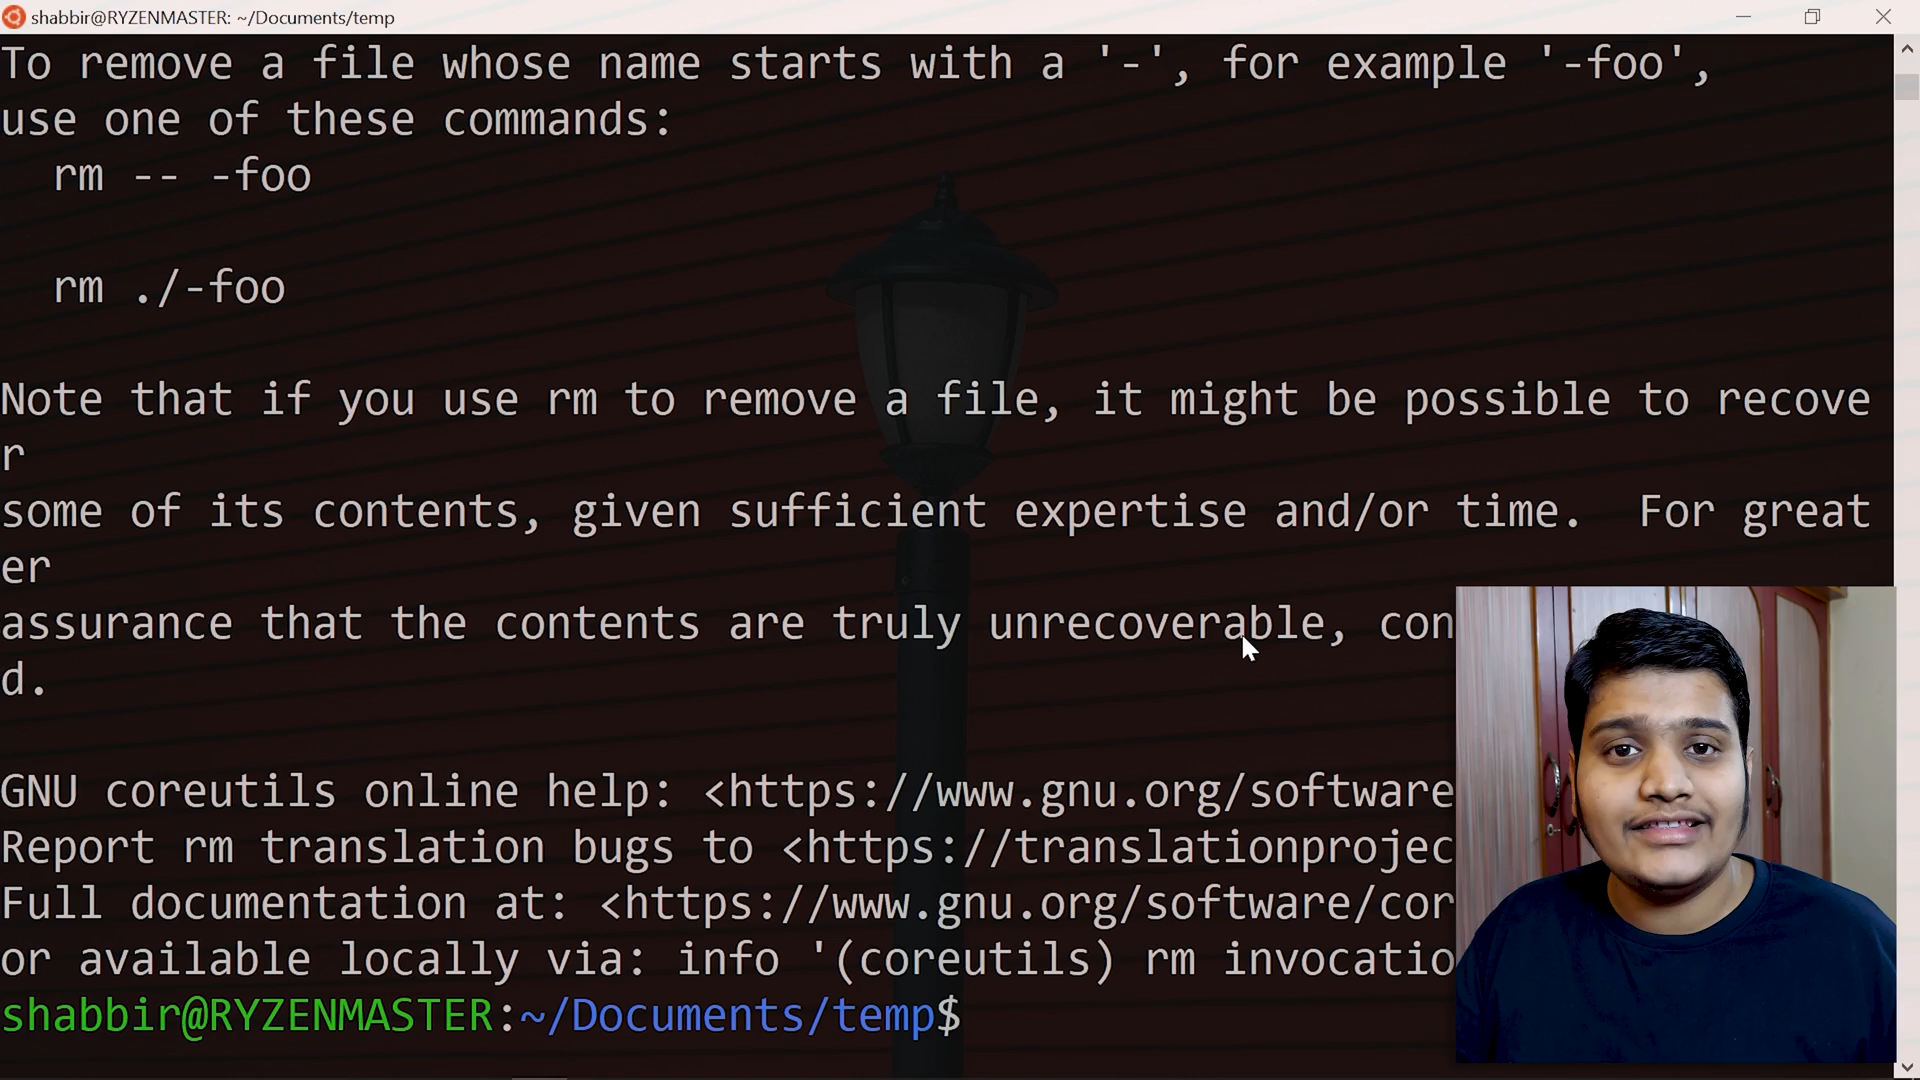 shabbir@RYZENMASTER: ~/Documents/temp
To remove a file whose name starts with a '-', for example '-foo',
use one of these commands:
rm -- -foo
rm ./-foo
Note that if you use rm to remove a file, it might be possible to recove
r
some of its contents, given sufficient expertise and/or time. For great
er
assurance that the contents are truly unrecoverable, con
d.
GNU coreutils online help: <https://www.gnu.org/software
Report rm translation bugs to <https://translationprojec
Full documentation at: <https://www.gnu.org/software/cor
or available locally via: info '(coreutils) rm invocatio
shabbir@RYZENMASTER:~/Documents/temp$